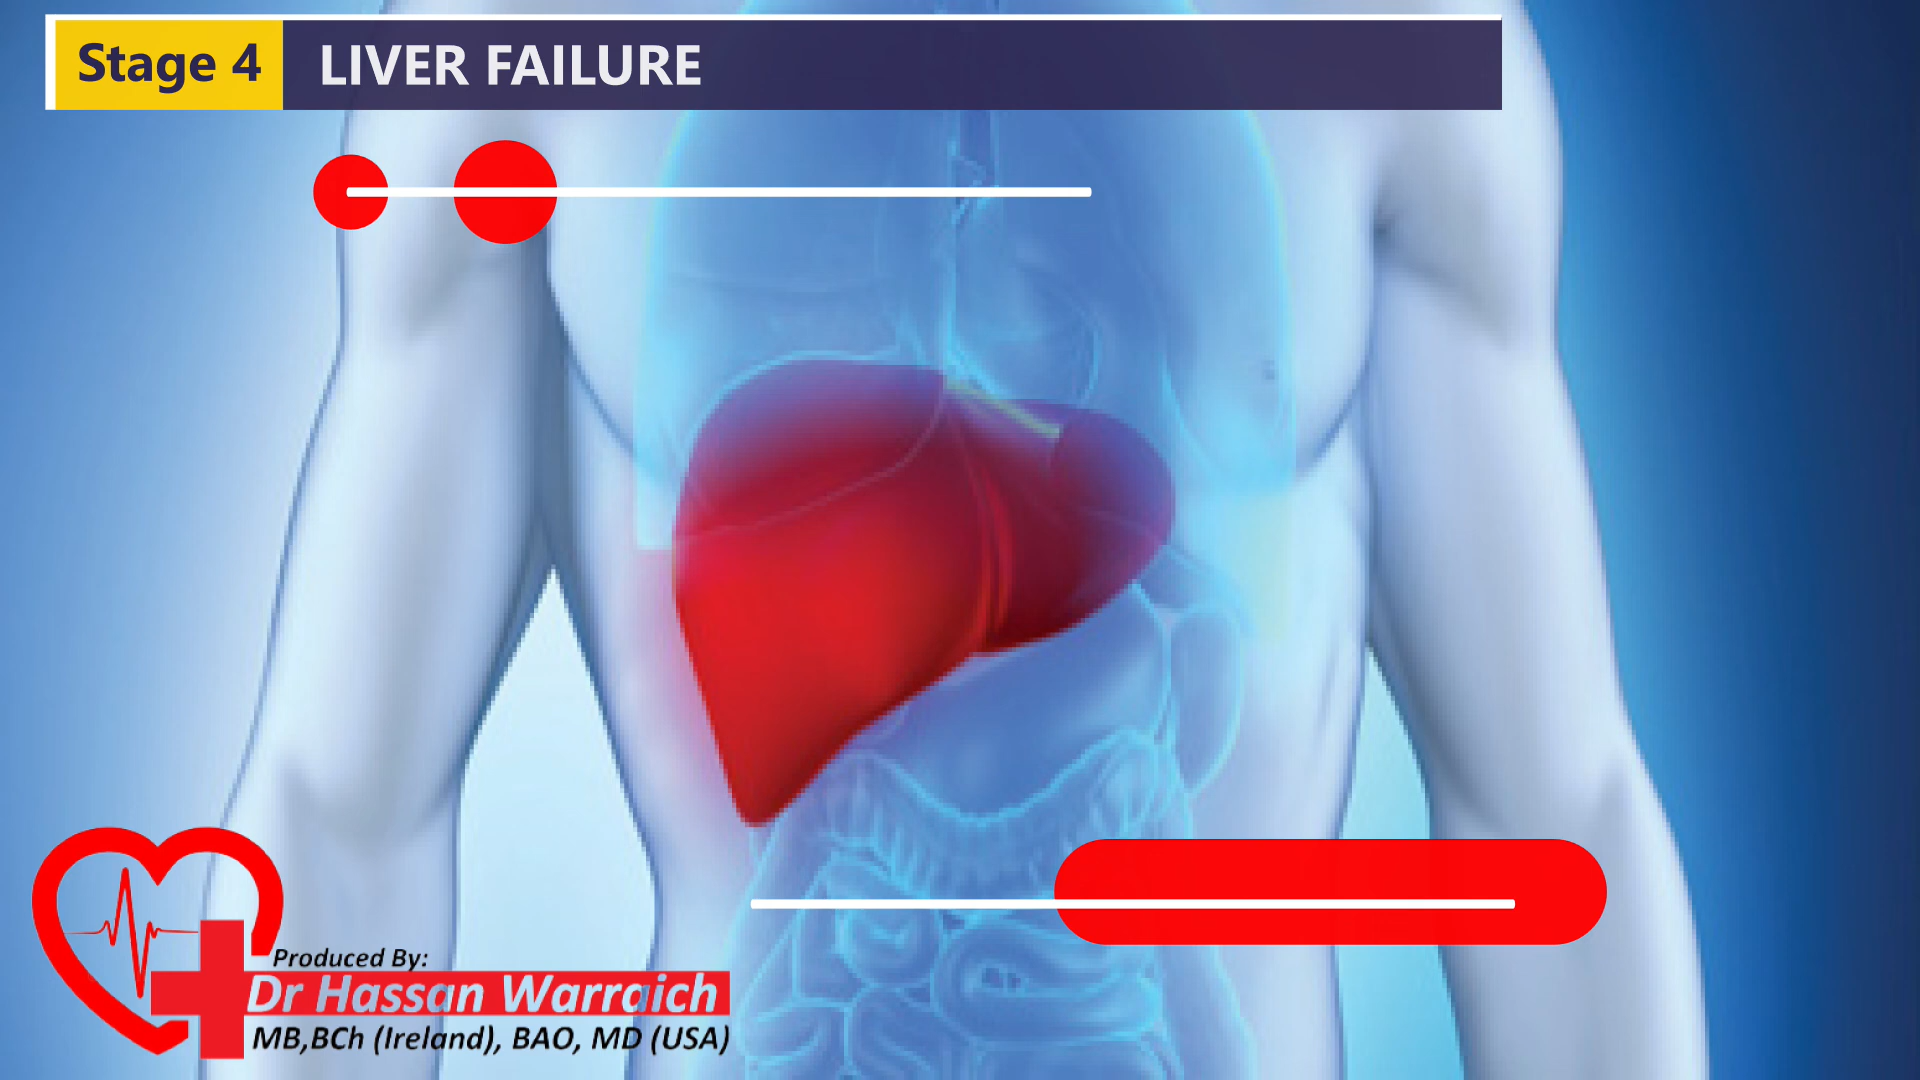 Stage 4 LIVER FAILURE
Produced By:
Dr Hassan Warraich
MB,BCh (Ireland), BAO, MD (USA)